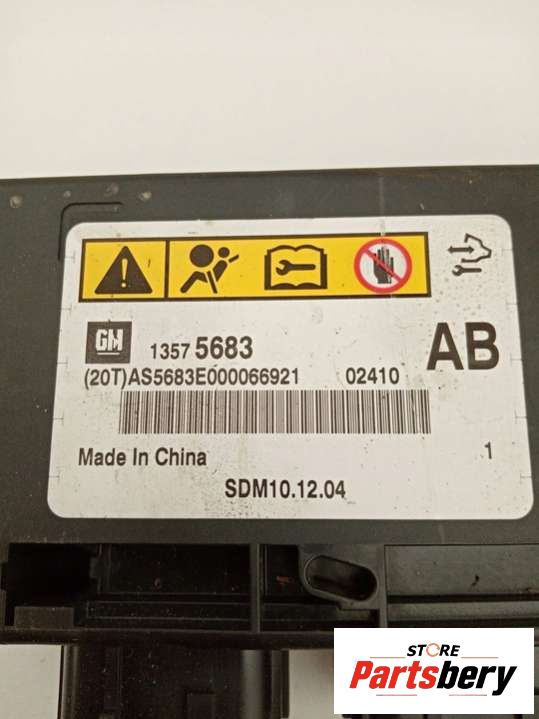 GM
1357 5683
AB
(20T)AS5683E000066921 02410
Made In China
1
SDM10.12.04
STORE
Partsbery